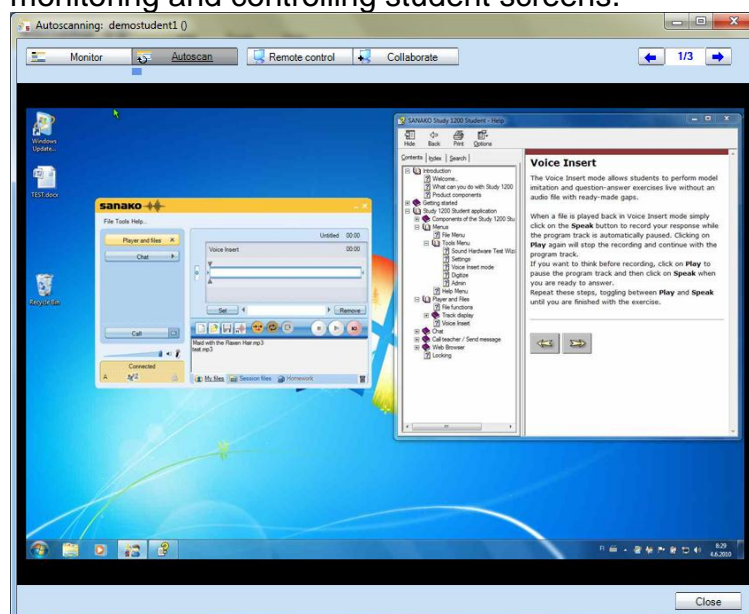 monitoring and controlling student screens.
Autoscanning: demostudent1 ()
Monitor Autoscan Remote control Collaborate 1/3
Windows Update...
TEST.docx
Recycle Bin
sanako
File Tools Help..
Player and files X
Chat
Call
Connected
A
Untitled 00:00
Voice Insert 00:00
Set Remove
Maid with the Flaxen Hair.mp3
test.mp3
My files Session files Homework
SANAKO Study 1200 Student - Help
Hide Back Print Options
Contents Index Search
Introduction
Welcome..
What can you do with Study 1200
Product components
Getting started
Study 1200 Student application
Components of the Study 1200 Stu
Menus
File Menu
Tools Menu
Sound Hardware Test Wiz
Settings
Voice Insert mode
Digitize
Admin
Help Menu
Player and Files
File functions
Track display
Voice Insert
Chat
Call teacher / Send message
Web Browser
Locking
Voice Insert
The Voice Insert mode allows students to perform model
imitation and question-answer exercises live without an
audio file with ready-made gaps.
When a file is played back in Voice Insert mode simply
click on the Speak button to record your response while
the program track is automatically paused. Clicking on
Play again will stop the recording and continue with the
program track.
If you want to think before recording, click on Play to
pause the program track and then click on Speak when
you are ready to answer.
Repeat these steps, toggling between Play and Speak
until you are finished with the exercise.
FI
8:29
4.6.2010
Close